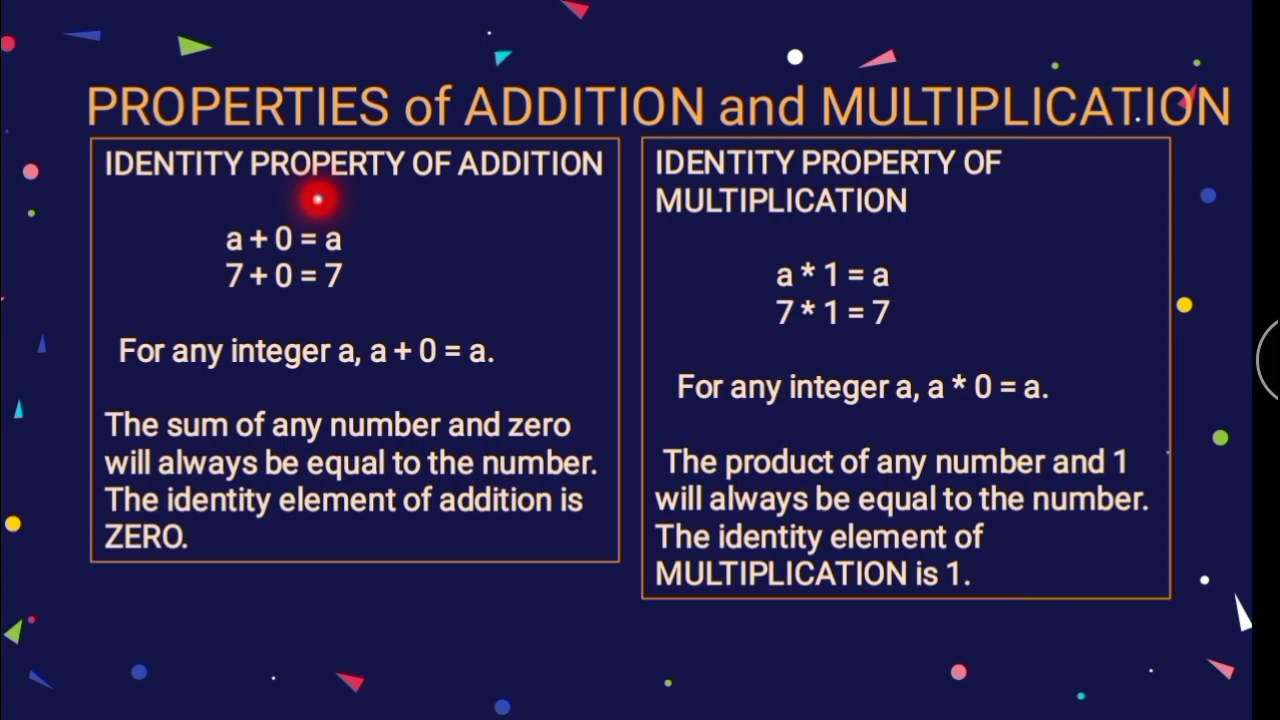 PROPERTIES of ADDITION and MULTIPLICATION
IDENTITY PROPERTY OF ADDITION
a + 0 = a
7 + 0 = 7
For any integer a, a + 0 = a.
The sum of any number and zero
will always be equal to the number.
The identity element of addition is
ZERO.
IDENTITY PROPERTY OF
MULTIPLICATION
a * 1 = a
7 * 1 = 7
For any integer a, a * 0 = a.
The product of any number and 1
will always be equal to the number.
The identity element of
MULTIPLICATION is 1.